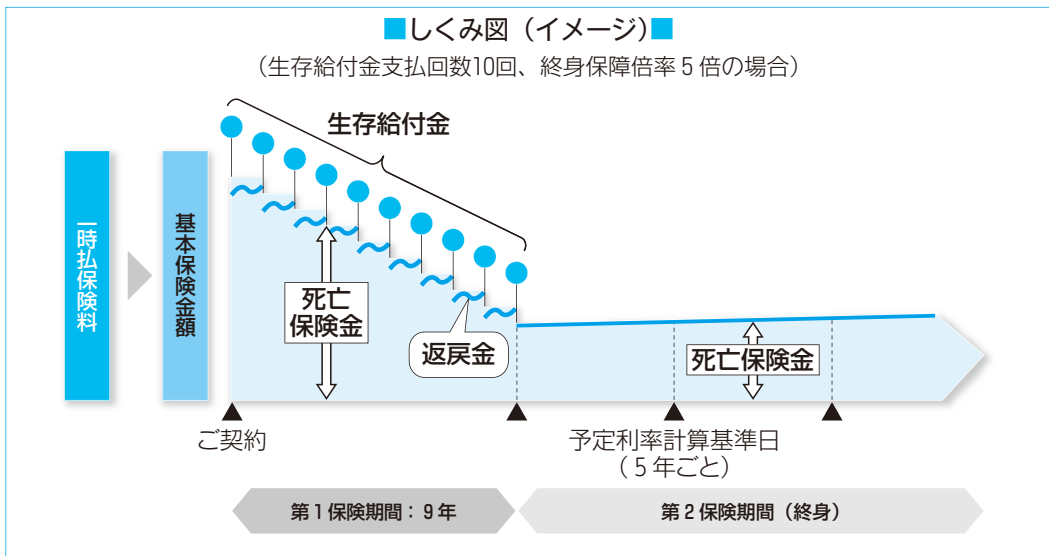 ■しくみ図（イメージ）■
（生存給付金支払回数10回、終身保障倍率５倍の場合）
生存給付金
一時払保険料
基本保険金額
死亡
保険金
返戻金
死亡保険金
ご契約
予定利率計算基準日
（５年ごと）
第１保険期間：９年
第２保険期間（終身）